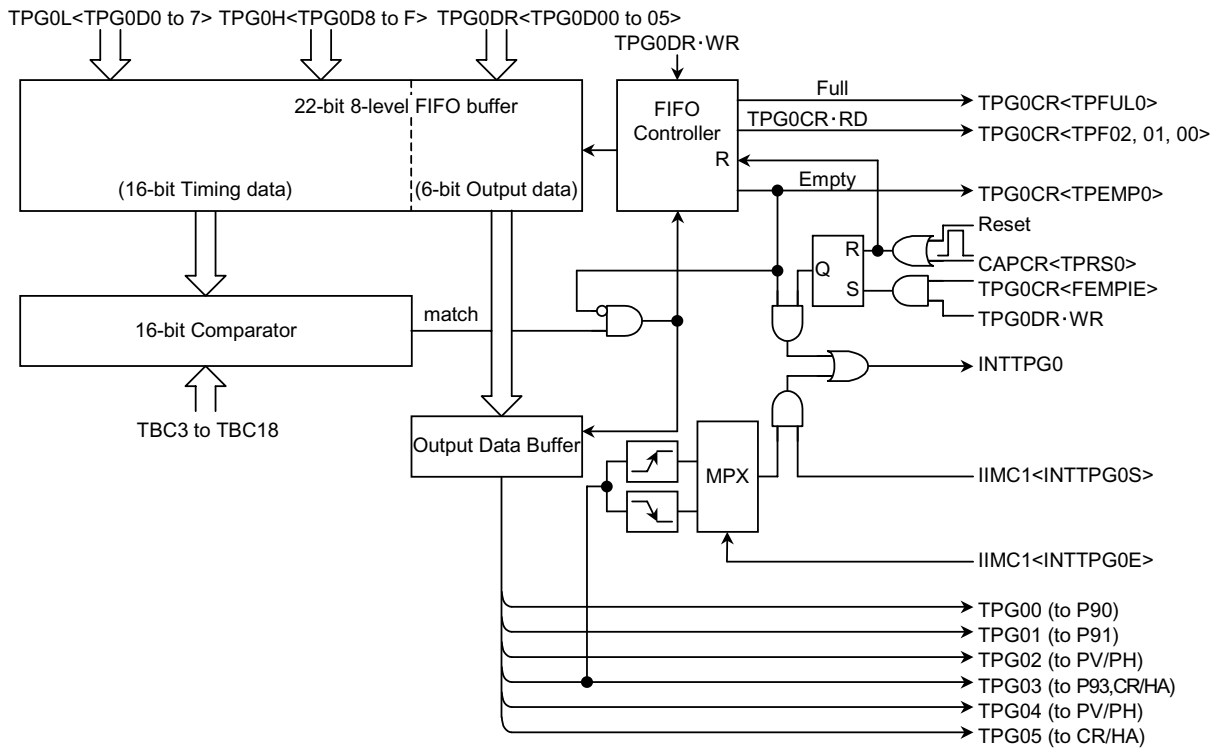 TPG0L<TPG0D0 to 7> TPG0H<TPG0D8 to F> TPG0DR<TPG0D00 to 05>
TPG0DR·WR
22-bit 8-level FIFO buffer
(16-bit Timing data)
(6-bit Output data)
FIFO
Controller
R
Full
TPG0CR<TPFUL0>
TPG0CR·RD
TPG0CR<TPF02, 01, 00>
Empty
TPG0CR<TPEMP0>
Reset
R
Q
S
CAPCR<TPRS0>
TPG0CR<FEMPIE>
TPG0DR·WR
16-bit Comparator
match
INTTPG0
TBC3 to TBC18
Output Data Buffer
MPX
IIMC1<INTTPG0S>
IIMC1<INTTPG0E>
TPG00 (to P90)
TPG01 (to P91)
TPG02 (to PV/PH)
TPG03 (to P93,CR/HA)
TPG04 (to PV/PH)
TPG05 (to CR/HA)